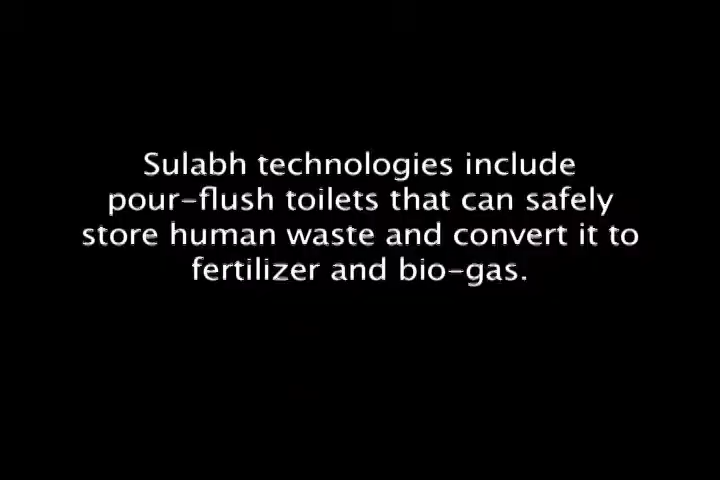 Sulabh technologies include
pour-flush toilets that can safely
store human waste and convert it to
fertilizer and bio-gas.